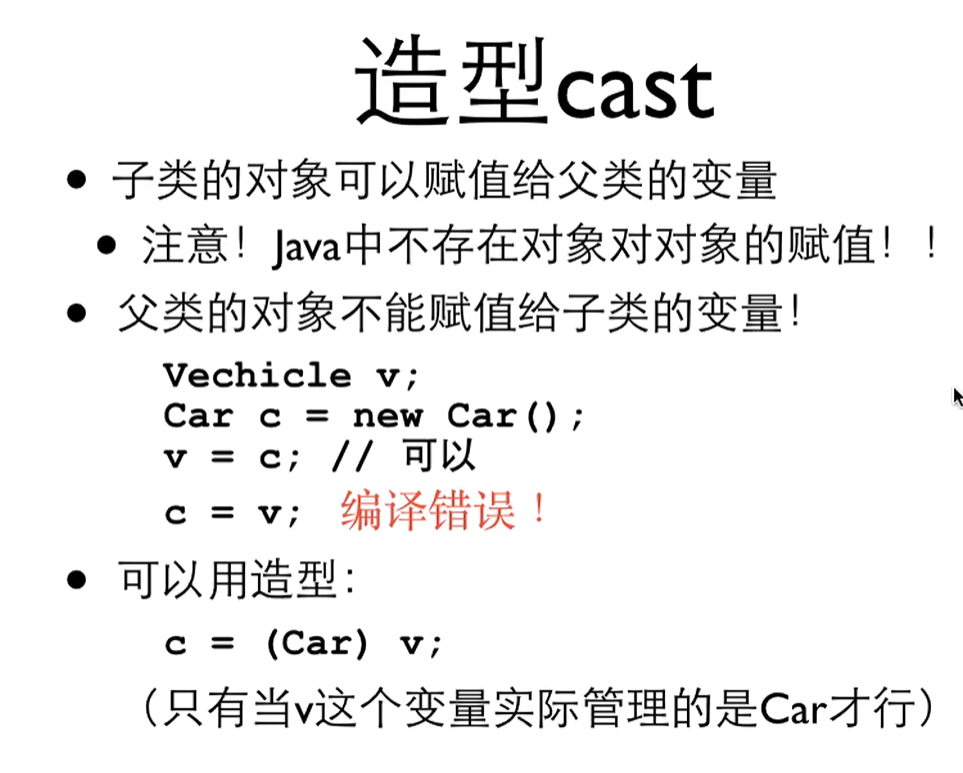 造型cast
• 子类的对象可以赋值给父类的变量
• 注意！Java中不存在对象对对象的赋值！！
• 父类的对象不能赋值给子类的变量！
Vechicle v;
Car c = new Car();
v = c; // 可以
c = v; 编译错误！
• 可以用造型：
c = (Car) v;
（只有当v这个变量实际管理的是Car才行）